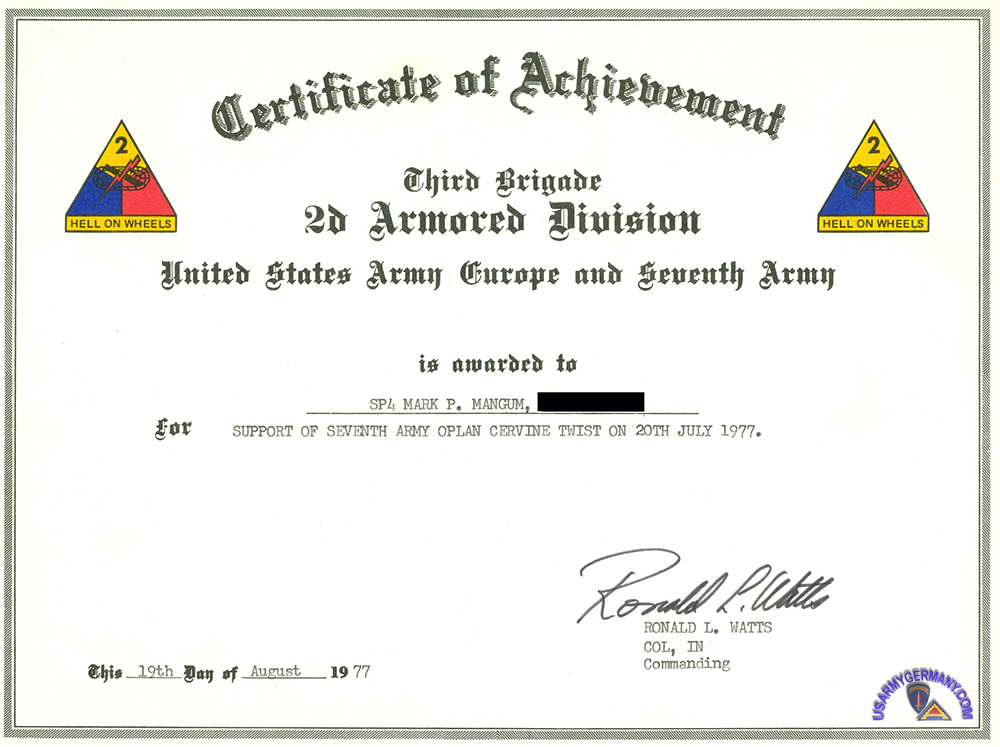 Certificate of Achievement
2
2
HELL ON WHEELS
HELL ON WHEELS
Third Brigade
2d Armored Division
United States Army Europe and Seventh Army
is awarded to
SP4 MARK P. MANGUM,
For SUPPORT OF SEVENTH ARMY OPLAN CERVINE TWIST ON 20TH JULY 1977.
Ronald L. Watts
RONALD L. WATTS
COL, IN
Commanding
This 19th Day of August 1977
USARMYGERMANY.COM